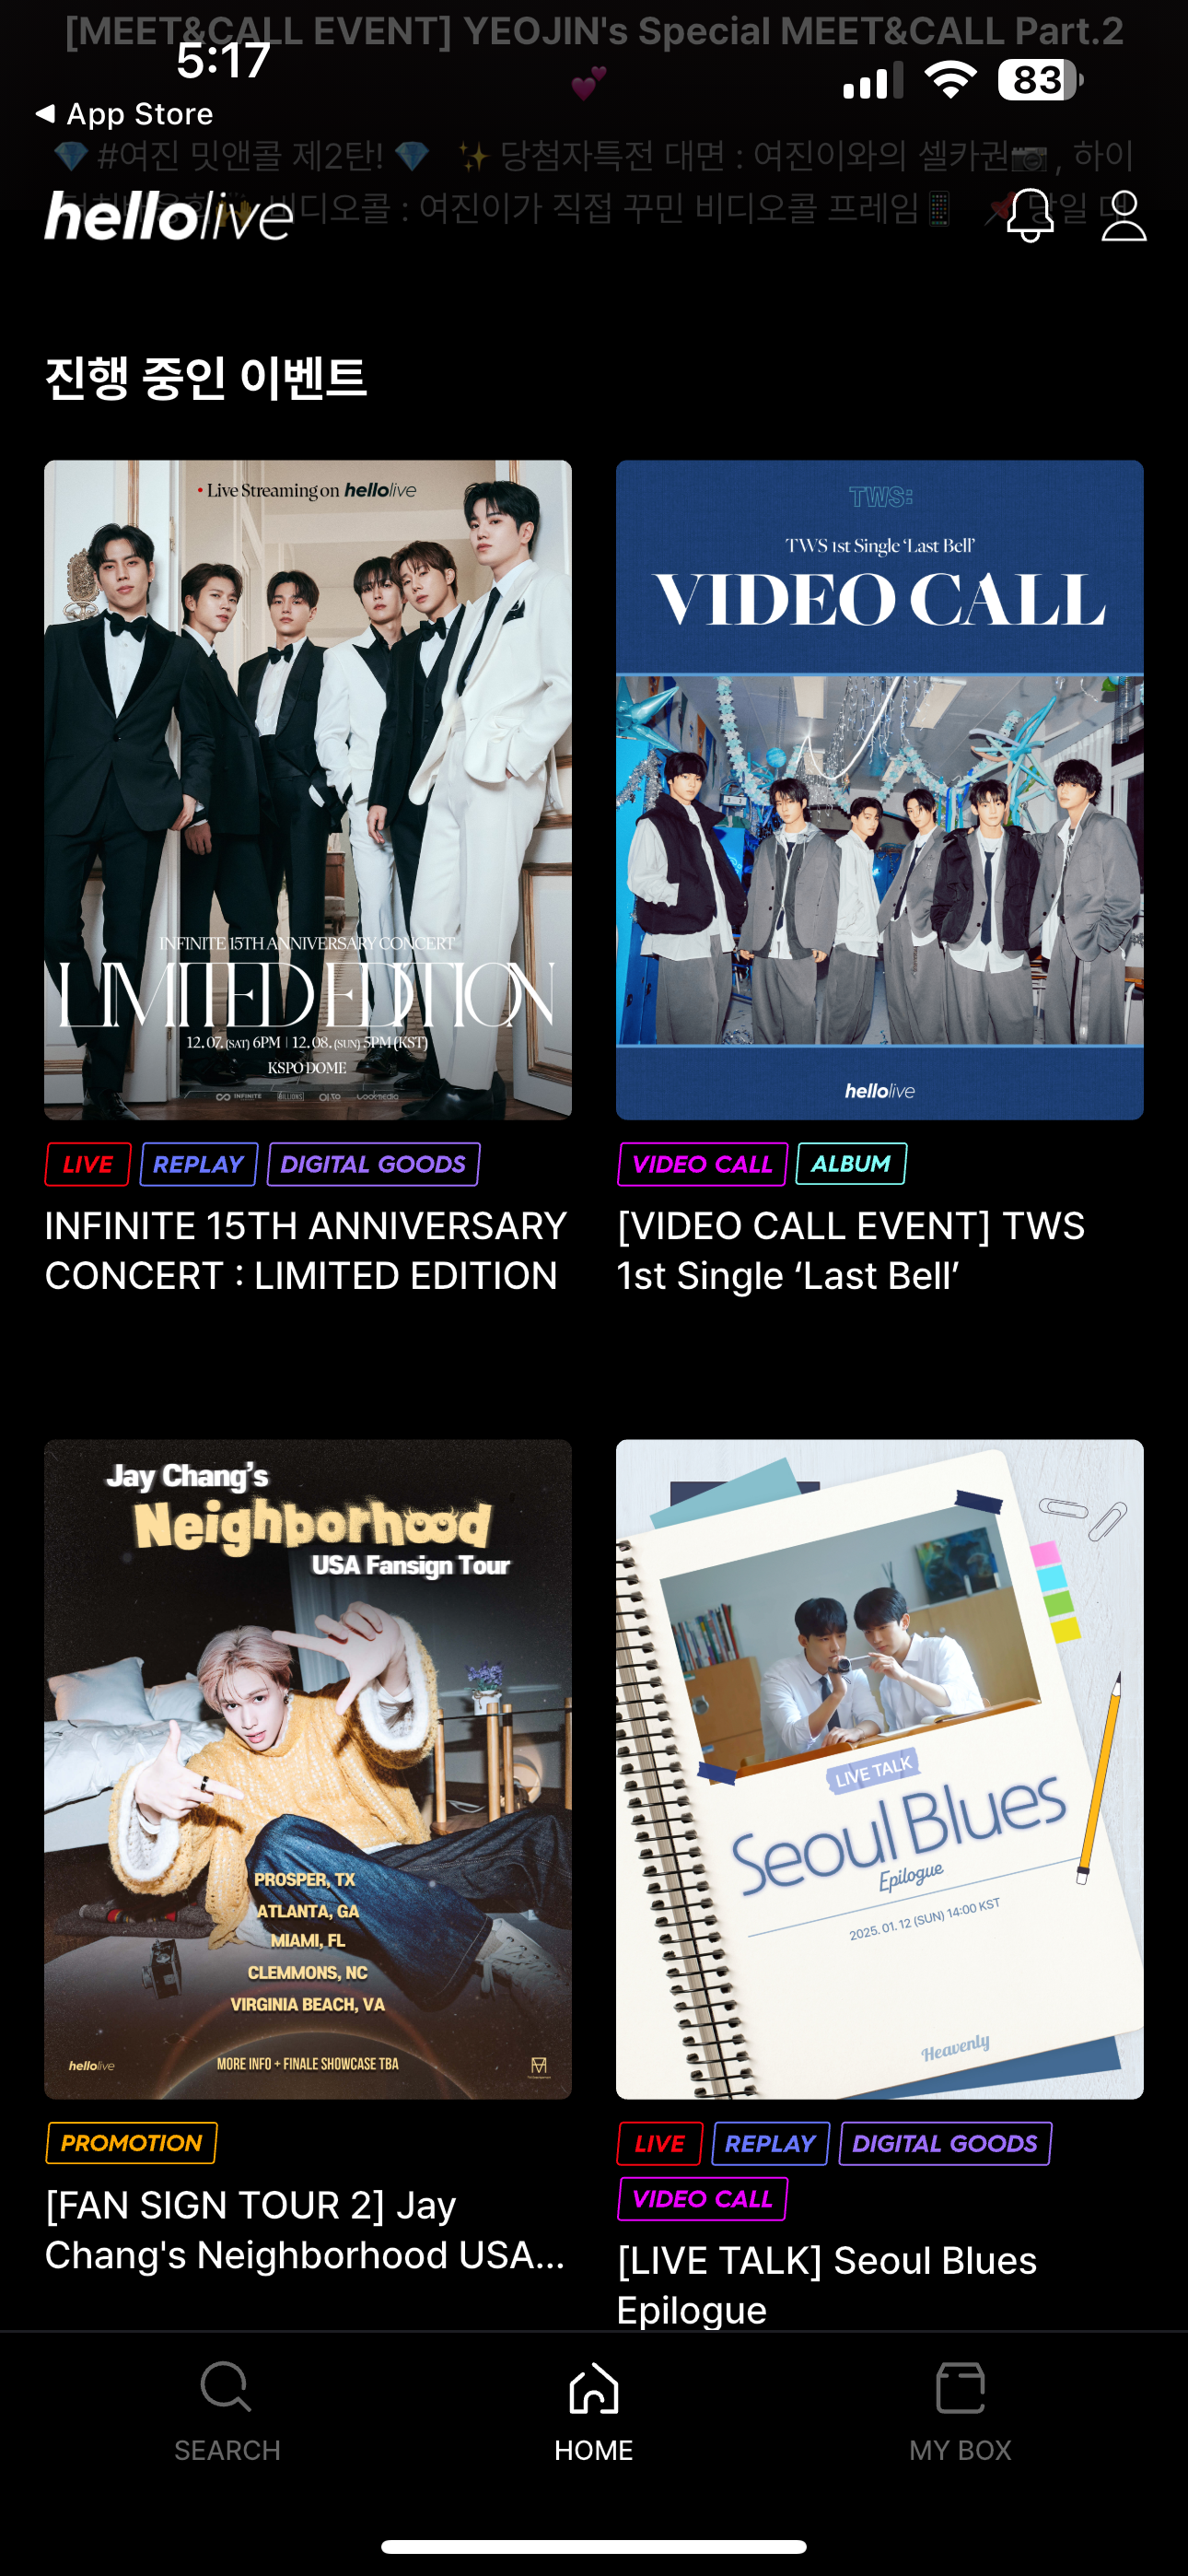 [MEET&CALL EVENT] YEOJIN's Special MEET&CALL Part.2
💕
5:17
83
App Store
💎 #여진 밋앤콜 제2탄! 💎 ✨ 당첨자특전 대면 : 여진이와의 셀카권📸, 하이
비디오콜 : 여진이가 직접 꾸민 비디오콜 프레임📱 📌 당일 대
hellolive
진행 중인 이벤트
• Live Streaming on hellolive
INFINITE 15TH ANNIVERSARY CONCERT
LIMITED EDITION
12. 07. (SAT) 6PM | 12. 08. (SUN) 5PM (KST)
KSPO DOME
INFINITE
LIVE REPLAY DIGITAL GOODS
INFINITE 15TH ANNIVERSARY
CONCERT : LIMITED EDITION
TWS:
TWS 1st Single ‘Last Bell’
VIDEO CALL
hellolive
VIDEO CALL ALBUM
[VIDEO CALL EVENT] TWS
1st Single ‘Last Bell’
Jay Chang's
Neighborhood
USA Fansign Tour
PROSPER, TX
ATLANTA, GA
MIAMI, FL
CLEMMONS, NC
VIRGINIA BEACH, VA
hellolive
MORE INFO + FINALE SHOWCASE TBA
PROMOTION
[FAN SIGN TOUR 2] Jay
Chang's Neighborhood USA...
LIVE TALK
Seoul Blues
Epilogue
2025. 01. 12 (SUN) 14:00 KST
Heavenly
LIVE REPLAY DIGITAL GOODS
VIDEO CALL
[LIVE TALK] Seoul Blues
Epilogue
SEARCH
HOME
MY BOX